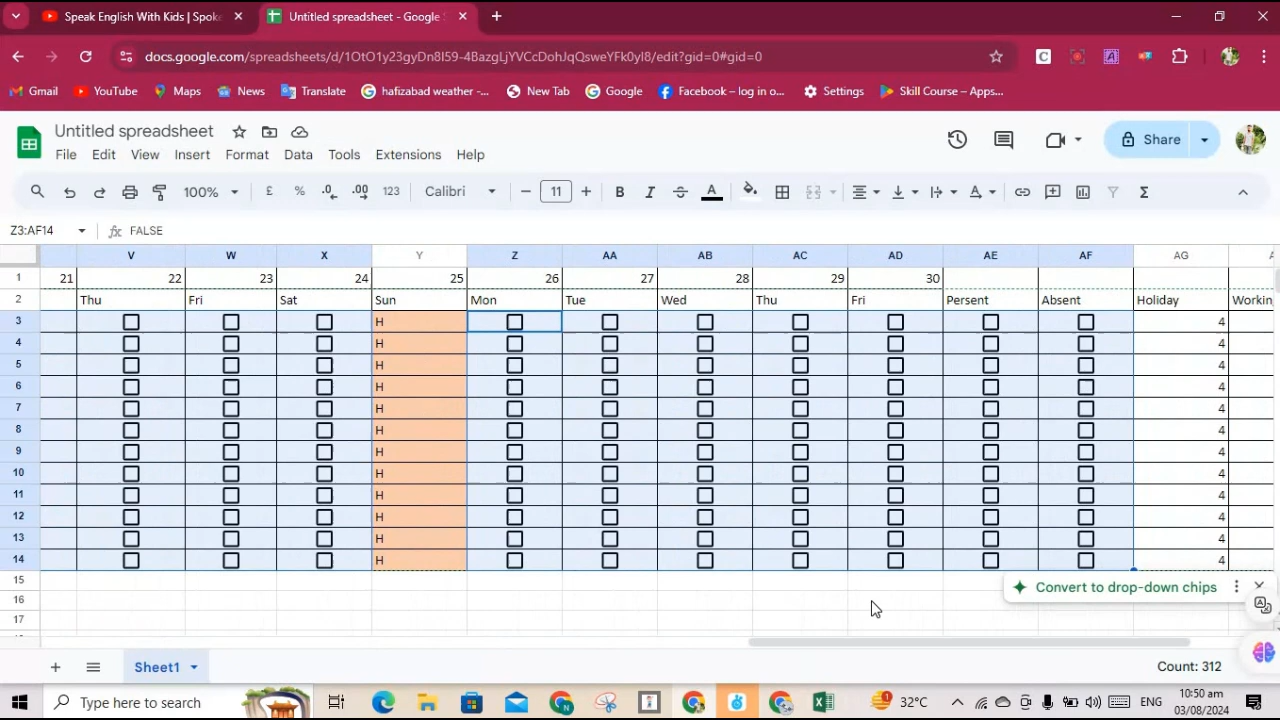 Speak English With Kids | Spoke
Untitled spreadsheet - Google S
docs.google.com/spreadsheets/d/1OtO1y23gyDn8I59-4BazgLjYVCcDohJqQsweYFk0yI8/edit?gid=0#gid=0
Gmail YouTube Maps News Translate hafizabad weather -... New Tab Google Facebook – log in o... Settings Skill Course – Apps...
Untitled spreadsheet
Share
File Edit View Insert Format Data Tools Extensions Help
100% £ % .0 .00 123 Calibri 11 B I A
Z3:AF14 fx FALSE
V W X Y Z AA AB AC AD AE AF AG
1 21 22 23 24 25 26 27 28 29 30
2 Thu Fri Sat Sun Mon Tue Wed Thu Fri Persent Absent Holiday Working
3 H 4
4 H 4
5 H 4
6 H 4
7 H 4
8 H 4
9 H 4
10 H 4
11 H 4
12 H 4
13 H 4
14 H 4
15
Convert to drop-down chips
16
17
Sheet1
Count: 312
Type here to search
32°C
ENG
10:50 am
03/08/2024